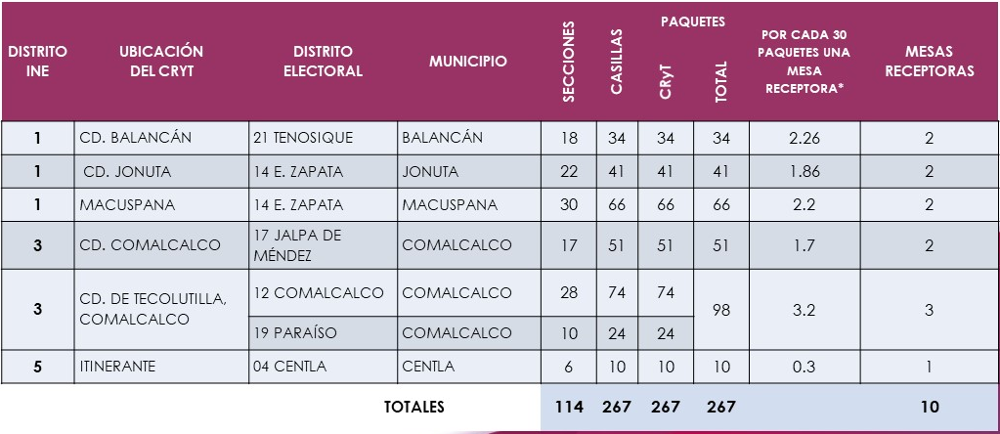 DISTRITO INE | UBICACIÓN DEL CRYT | DISTRITO ELECTORAL | MUNICIPIO | SECCIONES | CASILLAS | PAQUETES CRyT | PAQUETES TOTAL | POR CADA 30 PAQUETES UNA MESA RECEPTORA* | MESAS RECEPTORAS
1 | CD. BALANCÁN | 21 TENOSIQUE | BALANCÁN | 18 | 34 | 34 | 34 | 2.26 | 2
1 | CD. JONUTA | 14 E. ZAPATA | JONUTA | 22 | 41 | 41 | 41 | 1.86 | 2
1 | MACUSPANA | 14 E. ZAPATA | MACUSPANA | 30 | 66 | 66 | 66 | 2.2 | 2
3 | CD. COMALCALCO | 17 JALPA DE MÉNDEZ | COMALCALCO | 17 | 51 | 51 | 51 | 1.7 | 2
3 | CD. DE TECOLUTILLA, COMALCALCO | 12 COMALCALCO | COMALCALCO | 28 | 74 | 74 | 98 | 3.2 | 3
19 PARAÍSO | COMALCALCO | 10 | 24 | 24
5 | ITINERANTE | 04 CENTLA | CENTLA | 6 | 10 | 10 | 10 | 0.3 | 1
TOTALES | 114 | 267 | 267 | 267 | 10